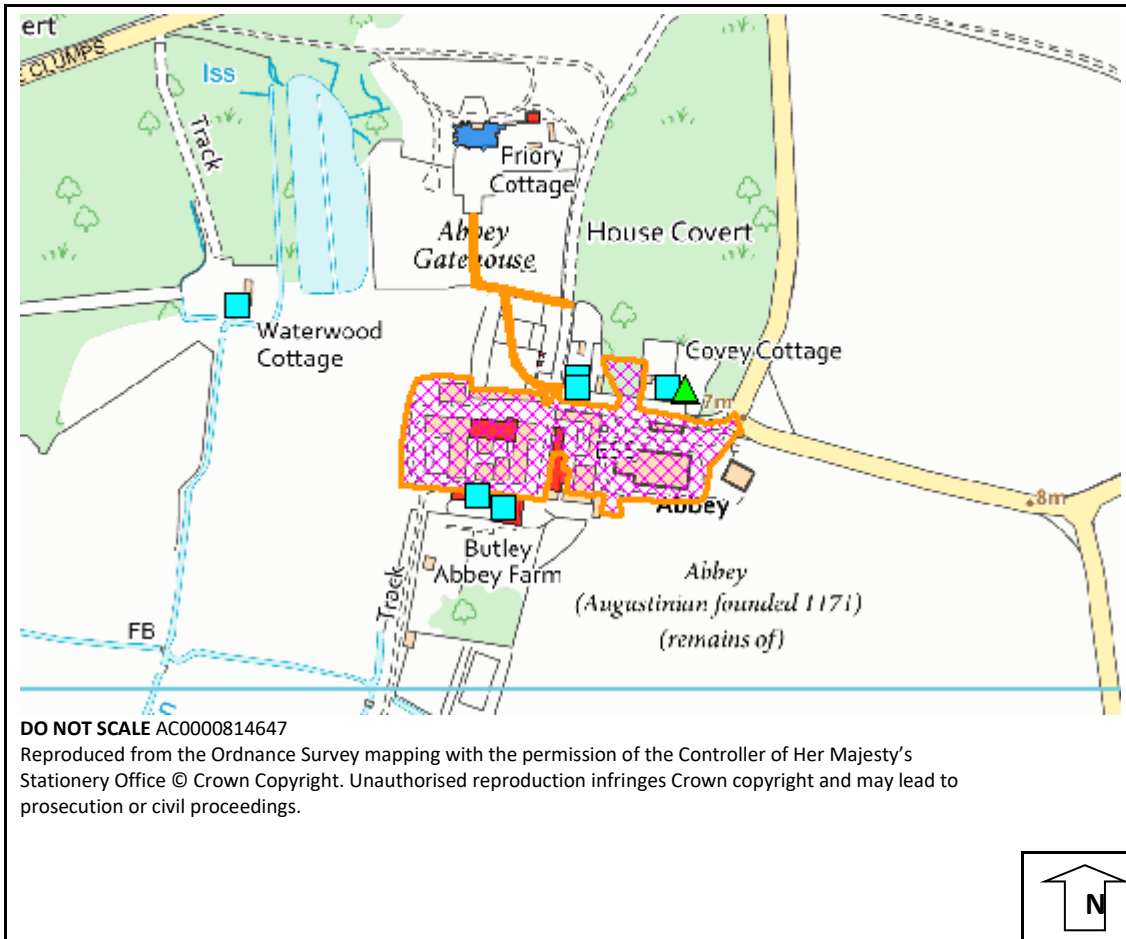 ert
E CLUMPS
Iss
Track
Friory
Cottage
Abbey
Gatehouse
House Covert
Waterwood
Cottage
Covey Cottage
7m
8m
Abbey
Butley
Abbey Farm
Abbey
(Augustinian founded 1171)
(remains of)
Track
FB
DO NOT SCALE AC0000814647
Reproduced from the Ordnance Survey mapping with the permission of the Controller of Her Majesty’s
Stationery Office © Crown Copyright. Unauthorised reproduction infringes Crown copyright and may lead to
prosecution or civil proceedings.
N